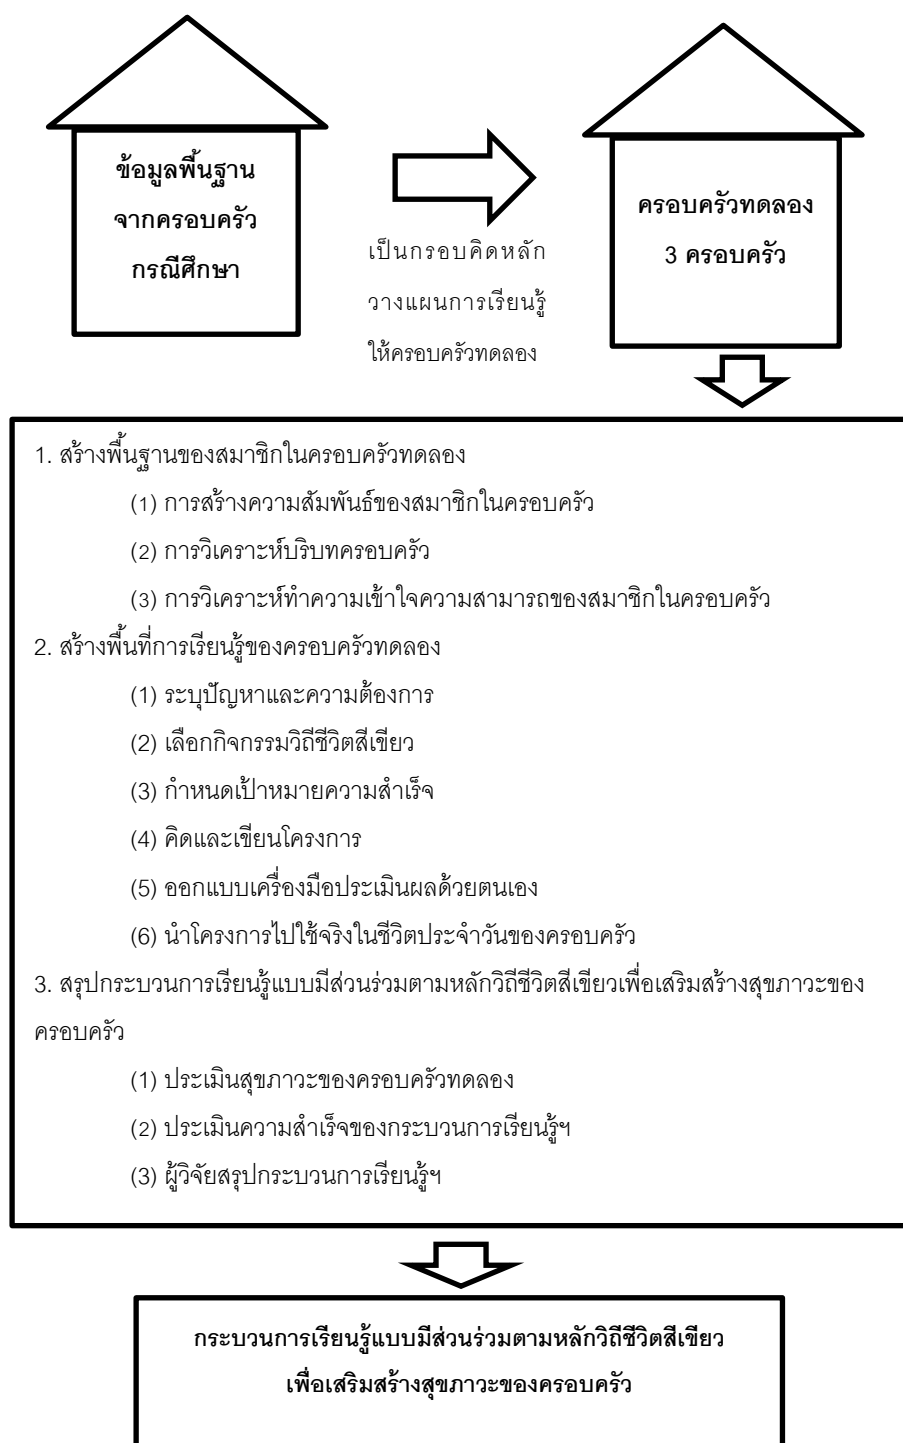 ข้อมูลพื้นฐาน
จากครอบครัว
กรณีศึกษา
เป็นกรอบคิดหลัก
วางแผนการเรียนรู้
ให้ครอบครัวทดลอง
ครอบครัวทดลอง
3 ครอบครัว
1. สร้างพื้นฐานของสมาชิกในครอบครัวทดลอง
(1) การสร้างความสัมพันธ์ของสมาชิกในครอบครัว
(2) การวิเคราะห์บริบทครอบครัว
(3) การวิเคราะห์ทำความเข้าใจความสามารถของสมาชิกในครอบครัว
2. สร้างพื้นที่การเรียนรู้ของครอบครัวทดลอง
(1) ระบุปัญหาและความต้องการ
(2) เลือกกิจกรรมวิถีชีวิตสีเขียว
(3) กำหนดเป้าหมายความสำเร็จ
(4) คิดและเขียนโครงการ
(5) ออกแบบเครื่องมือประเมินผลด้วยตนเอง
(6) นำโครงการไปใช้จริงในชีวิตประจำวันของครอบครัว
3. สรุปกระบวนการเรียนรู้แบบมีส่วนร่วมตามหลักวิถีชีวิตสีเขียวเพื่อเสริมสร้างสุขภาวะของ
ครอบครัว
(1) ประเมินสุขภาวะของครอบครัวทดลอง
(2) ประเมินความสำเร็จของกระบวนการเรียนรู้ฯ
(3) ผู้วิจัยสรุปกระบวนการเรียนรู้ฯ
กระบวนการเรียนรู้แบบมีส่วนร่วมตามหลักวิถีชีวิตสีเขียว
เพื่อเสริมสร้างสุขภาวะของครอบครัว